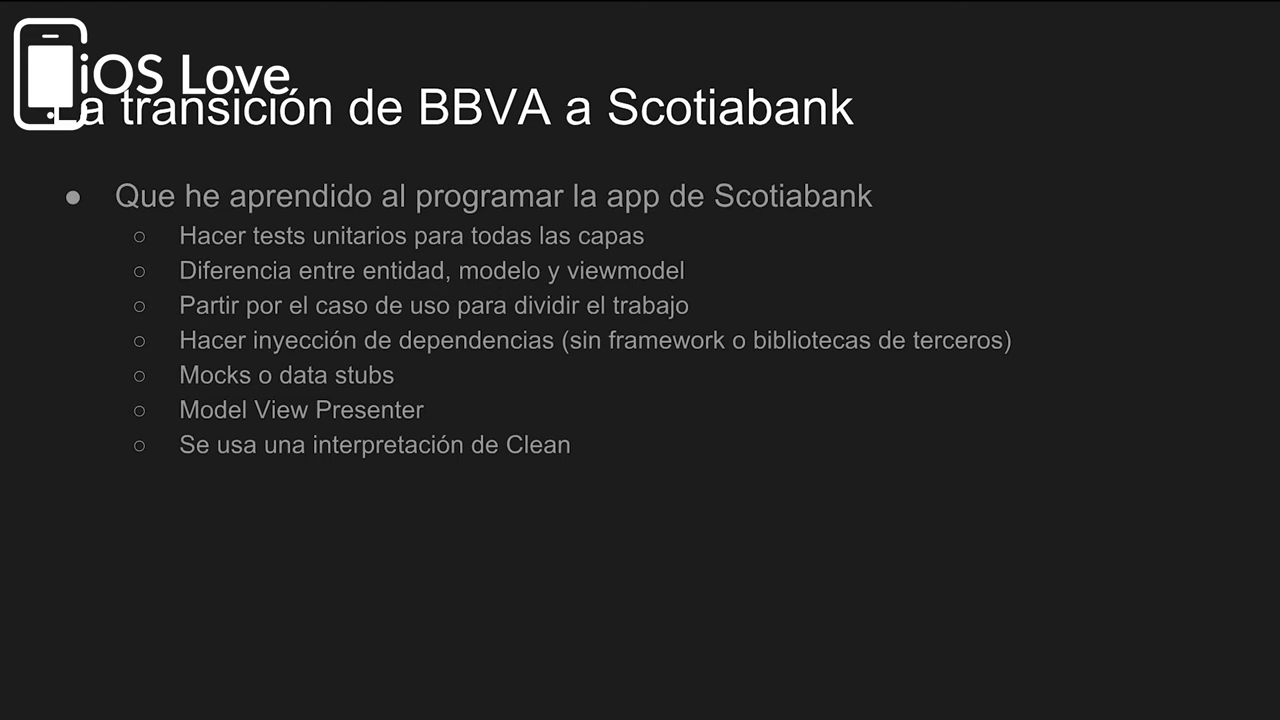 iOS Love
La transición de BBVA a Scotiabank
● Que he aprendido al programar la app de Scotiabank
○ Hacer tests unitarios para todas las capas
○ Diferencia entre entidad, modelo y viewmodel
○ Partir por el caso de uso para dividir el trabajo
○ Hacer inyección de dependencias (sin framework o bibliotecas de terceros)
○ Mocks o data stubs
○ Model View Presenter
○ Se usa una interpretación de Clean